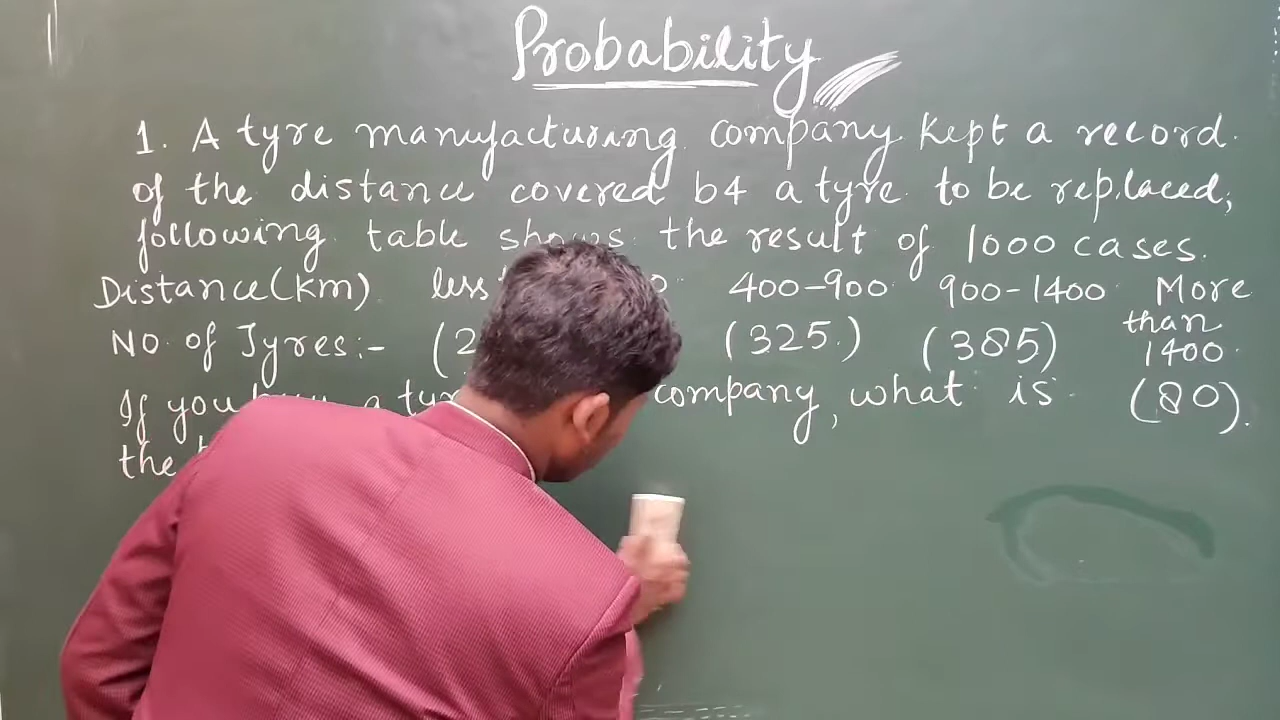 Probability
1. A tyre manufacturing company kept a record.
of the distance covered b4 a tyre to be replaced;
following table shows the result of 1000 cases.
Distance(km) less 400-900 900-1400 More
than
NO. of Tyres:- (2 (325.) (385) 1400.
If you a company, what is (80).
the